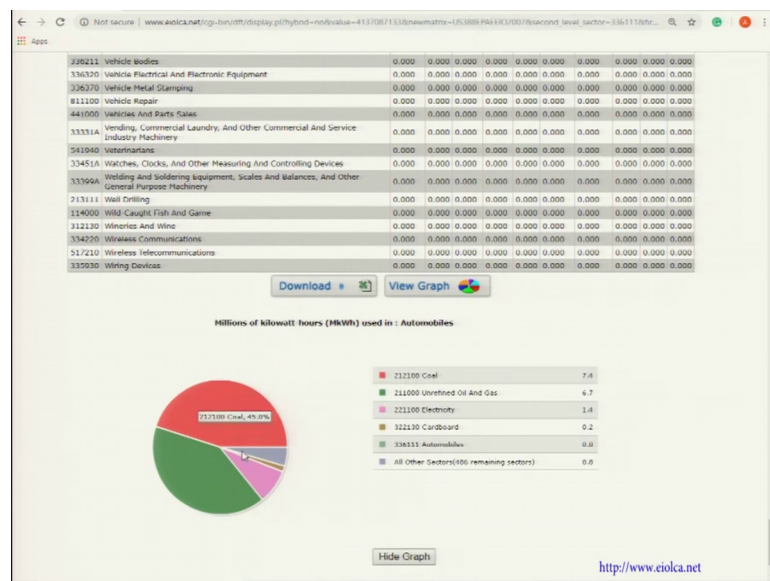 Not secure | www.eiolca.net/cgi-bin/dft/display.pl?hybnd=no&value=4137087133&newmatrix=US388EPAEEIO2007&second_level_sector=336111&hr...
Apps
336211 Vehicle Bodies 0.000 0.000 0.000 0.000 0.000 0.000 0.000 0.000 0.000 0.000
336320 Vehicle Electrical And Electronic Equipment 0.000 0.000 0.000 0.000 0.000 0.000 0.000 0.000 0.000 0.000
336370 Vehicle Metal Stamping 0.000 0.000 0.000 0.000 0.000 0.000 0.000 0.000 0.000 0.000
811100 Vehicle Repair 0.000 0.000 0.000 0.000 0.000 0.000 0.000 0.000 0.000 0.000
441000 Vehicles And Parts Sales 0.000 0.000 0.000 0.000 0.000 0.000 0.000 0.000 0.000 0.000
33331A Vending, Commercial Laundry, And Other Commercial And Service
Industry Machinery 0.000 0.000 0.000 0.000 0.000 0.000 0.000 0.000 0.000 0.000
541940 Veterinarians 0.000 0.000 0.000 0.000 0.000 0.000 0.000 0.000 0.000 0.000
33451A Watches, Clocks, And Other Measuring And Controlling Devices 0.000 0.000 0.000 0.000 0.000 0.000 0.000 0.000 0.000 0.000
33399A Welding And Soldering Equipment, Scales And Balances, And Other
General Purpose Machinery 0.000 0.000 0.000 0.000 0.000 0.000 0.000 0.000 0.000 0.000
213111 Well Drilling 0.000 0.000 0.000 0.000 0.000 0.000 0.000 0.000 0.000 0.000
114000 Wild-Caught Fish And Game 0.000 0.000 0.000 0.000 0.000 0.000 0.000 0.000 0.000 0.000
312130 Wineries And Wine 0.000 0.000 0.000 0.000 0.000 0.000 0.000 0.000 0.000 0.000
334220 Wireless Communications 0.000 0.000 0.000 0.000 0.000 0.000 0.000 0.000 0.000 0.000
517210 Wireless Telecommunications 0.000 0.000 0.000 0.000 0.000 0.000 0.000 0.000 0.000 0.000
335930 Wiring Devices 0.000 0.000 0.000 0.000 0.000 0.000 0.000 0.000 0.000 0.000
Download View Graph
Millions of kilowatt-hours (MkWh) used in : Automobiles
212100 Coal 7.4
211000 Unrefined Oil And Gas 6.7
221100 Electricity 1.4
322130 Cardboard 0.2
336111 Automobiles 0.0
All Other Sectors(486 remaining sectors) 0.8
212100 Coal, 45.0%
Hide Graph
http://www.eiolca.net